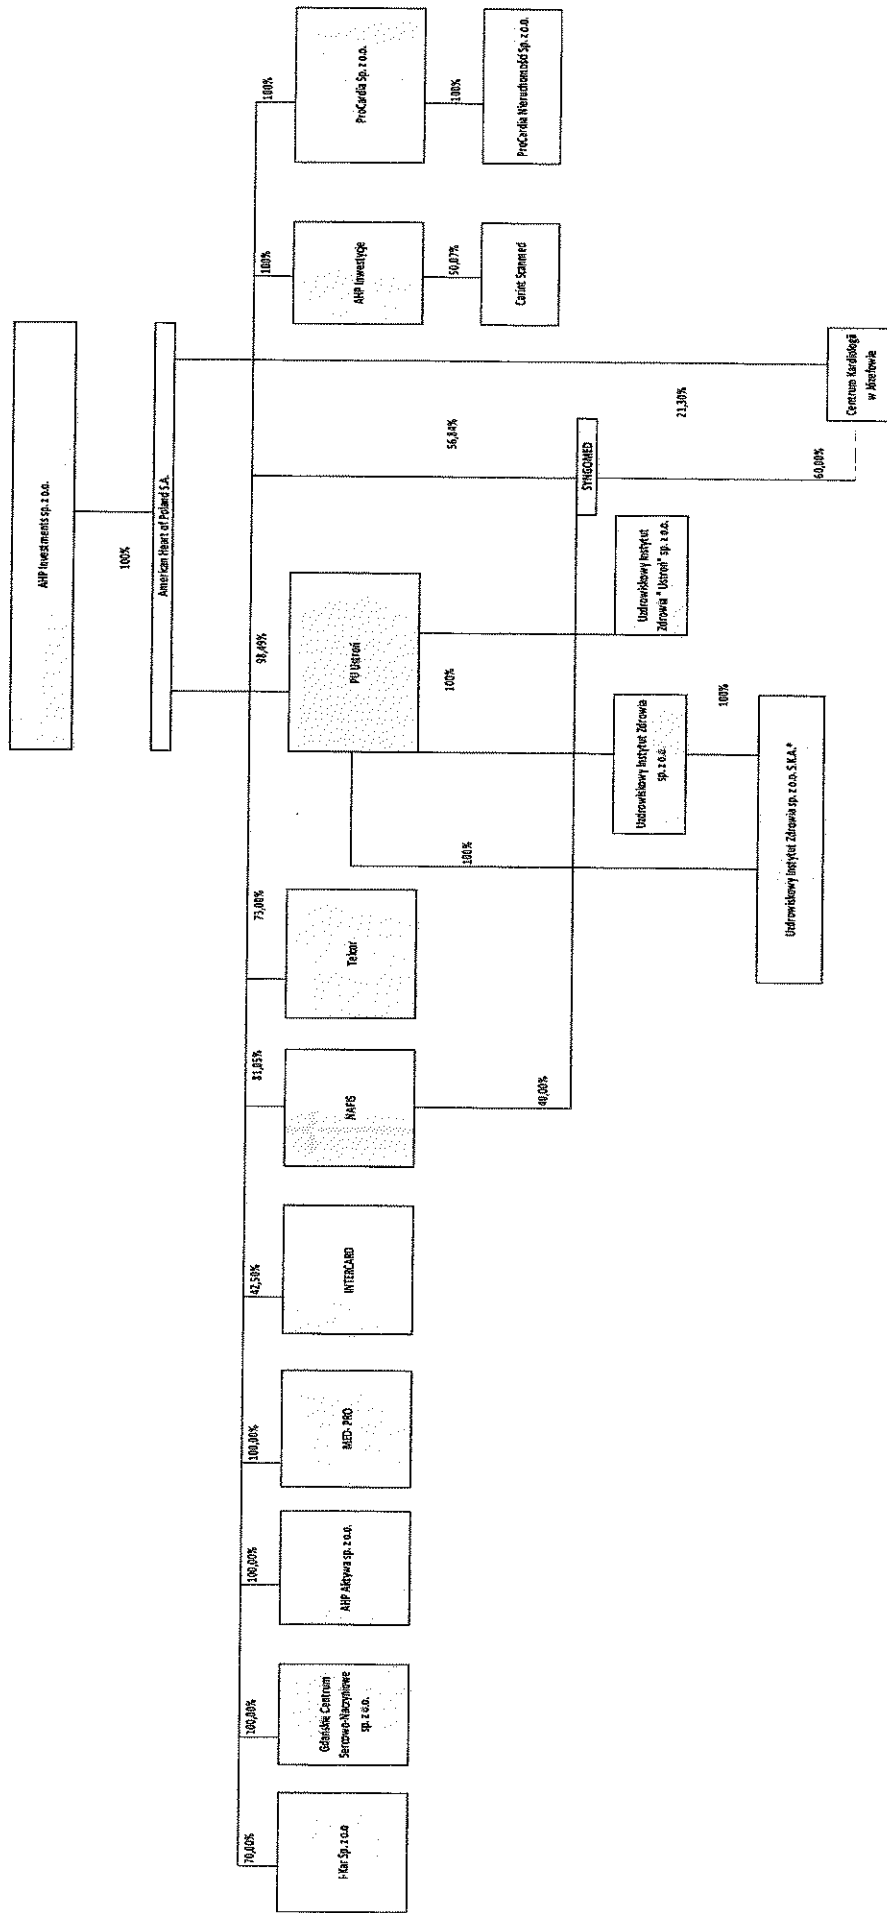 AHP Investments sp. z o.o.
100%
American Heart of Poland S.A.
70,00%
100,00%
100,00%
100,00%
42,50%
81,05%
73,00%
98,49%
56,84%
21,30%
100%
100%
I-Kar Sp. z o.o
Gdańskie Centrum
Sercowo-Naczyniowe
sp. z o.o.
AHP Aktywa sp. z o.o.
MED- PRO
INTERCARD
NAFIS
Telcor
PU Ustroń
AHP Inwestycje
ProCardia Sp. z o.o.
40,00%
100%
100%
50,07%
100%
Carint Scanmed
ProCardia Nieruchomości Sp. z o.o.
SYNGOMED
Uzdrowiskowy Instytut Zdrowia
sp. z o.o.
Uzdrowiskowy Instytut
Zdrowia " Ustroń" sp. z o.o.
100%
60,00%
Uzdrowiskowy Instytut Zdrowia sp. z o.o. S.K.A.*
Centrum Kardiologii
w Józefowie